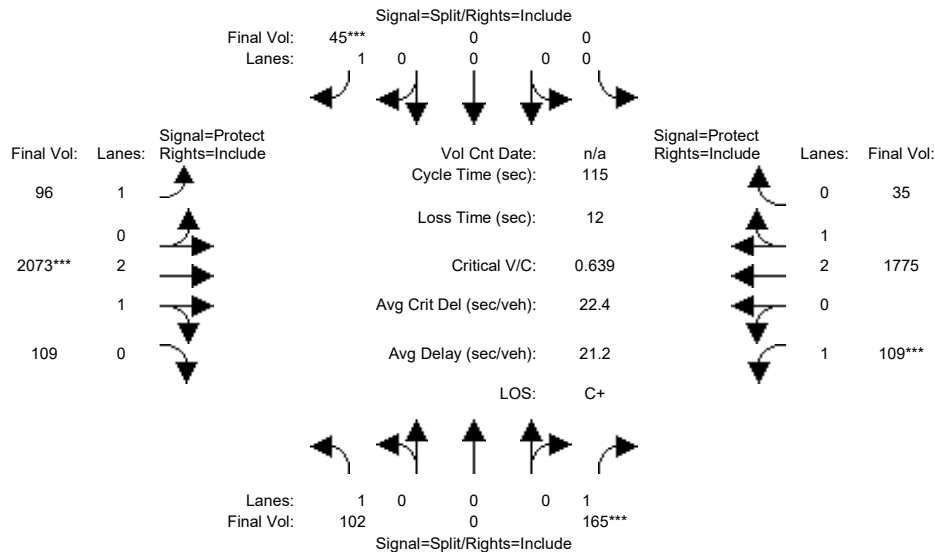 Signal=Split/Rights=Include
Final Vol: 45*** 0 0
Lanes: 1 0 0 0 0
Signal=Protect Signal=Protect
Final Vol: Lanes: Rights=Include Vol Cnt Date: n/a Rights=Include Lanes: Final Vol:
Cycle Time (sec): 115
96 1 0 35
Loss Time (sec): 12
0 1
2073*** 2 Critical V/C: 0.639 2 1775
1 Avg Crit Del (sec/veh): 22.4 0
109 0 Avg Delay (sec/veh): 21.2 1 109***
LOS: C+
Lanes: 1 0 0 0 1
Final Vol: 102 0 165***
Signal=Split/Rights=Include